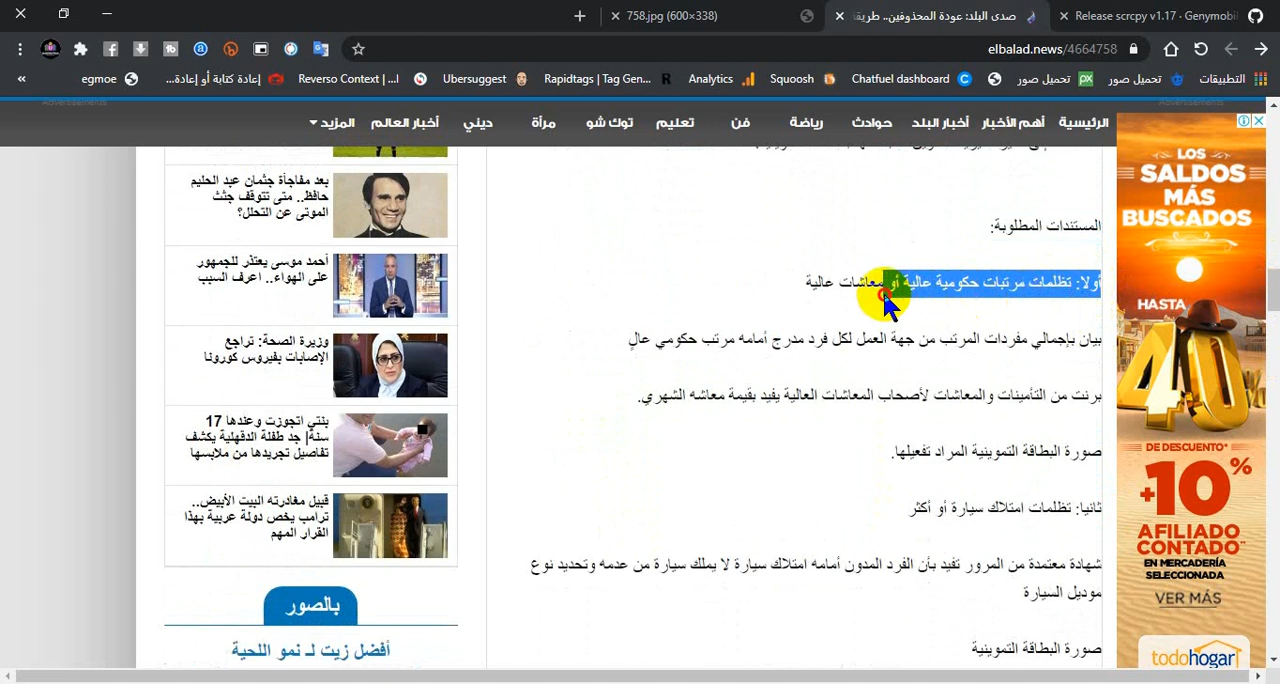 758.jpg (600×338)
صدى البلد: عودة المحذوفين.. طريقة
Release scrcpy v1.17 · Genymobil
elbalad.news/4664758
التطبيقات
تحميل صور
تحميل صور
Chatfuel dashboard
Squoosh
Analytics
Rapidtags | Tag Gen...
Ubersuggest
Reverso Context | ...l
إعادة كتابة أو إعادة...
egmoe
»
Advertisements
Advertisements
الرئيسية
أهم الأخبار
أخبار البلد
حوادث
رياضة
فن
تعليم
توك شو
مرأة
ديني
أخبار العالم
المزيد
المستندات المطلوبة:
أولا: تظلمات مرتبات حكومية عالية أو معاشات عالية
بيان بإجمالي مفردات المرتب من جهة العمل لكل فرد مدرج أمامه مرتب حكومي عالٍ
برنت من التأمينات والمعاشات لأصحاب المعاشات العالية يفيد بقيمة معاشه الشهري.
صورة البطاقة التموينية المراد تفعيلها.
ثانيا: تظلمات امتلاك سيارة أو أكثر
شهادة معتمدة من المرور تفيد بأن الفرد المدون أمامه امتلاك سيارة لا يملك سيارة من عدمه وتحديد نوع
موديل السيارة
صورة البطاقة التموينية
بعد مفاجأة جثمان عبد الحليم
حافظ.. متى تتوقف جثث
الموتى عن التحلل؟
أحمد موسى يعتذر للجمهور
على الهواء.. اعرف السبب
وزيرة الصحة: تراجع
الإصابات بفيروس كورونا
بنتي اتجوزت وعندها 17
سنة| جد طفلة الدقهلية يكشف
تفاصيل تجريدها من ملابسها
قبيل مغادرته البيت الأبيض..
ترامب يخص دولة عربية بهذا
القرار المهم
بالصور
أفضل زيت لـ نمو اللحية
LOS
SALDOS
MÁS
BUSCADOS
HASTA
40
DE DESCUENTO*
+10%
AFILIADO
CONTADO**
EN MERCADERÍA
SELECCIONADA
VER MÁS
todohogar